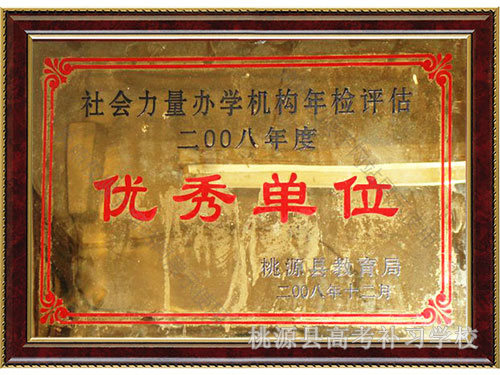 社会力量办学机构年检评估
二00八年度
优秀单位
桃源县教育局
二00八年十二月
桃源县高考补习学校